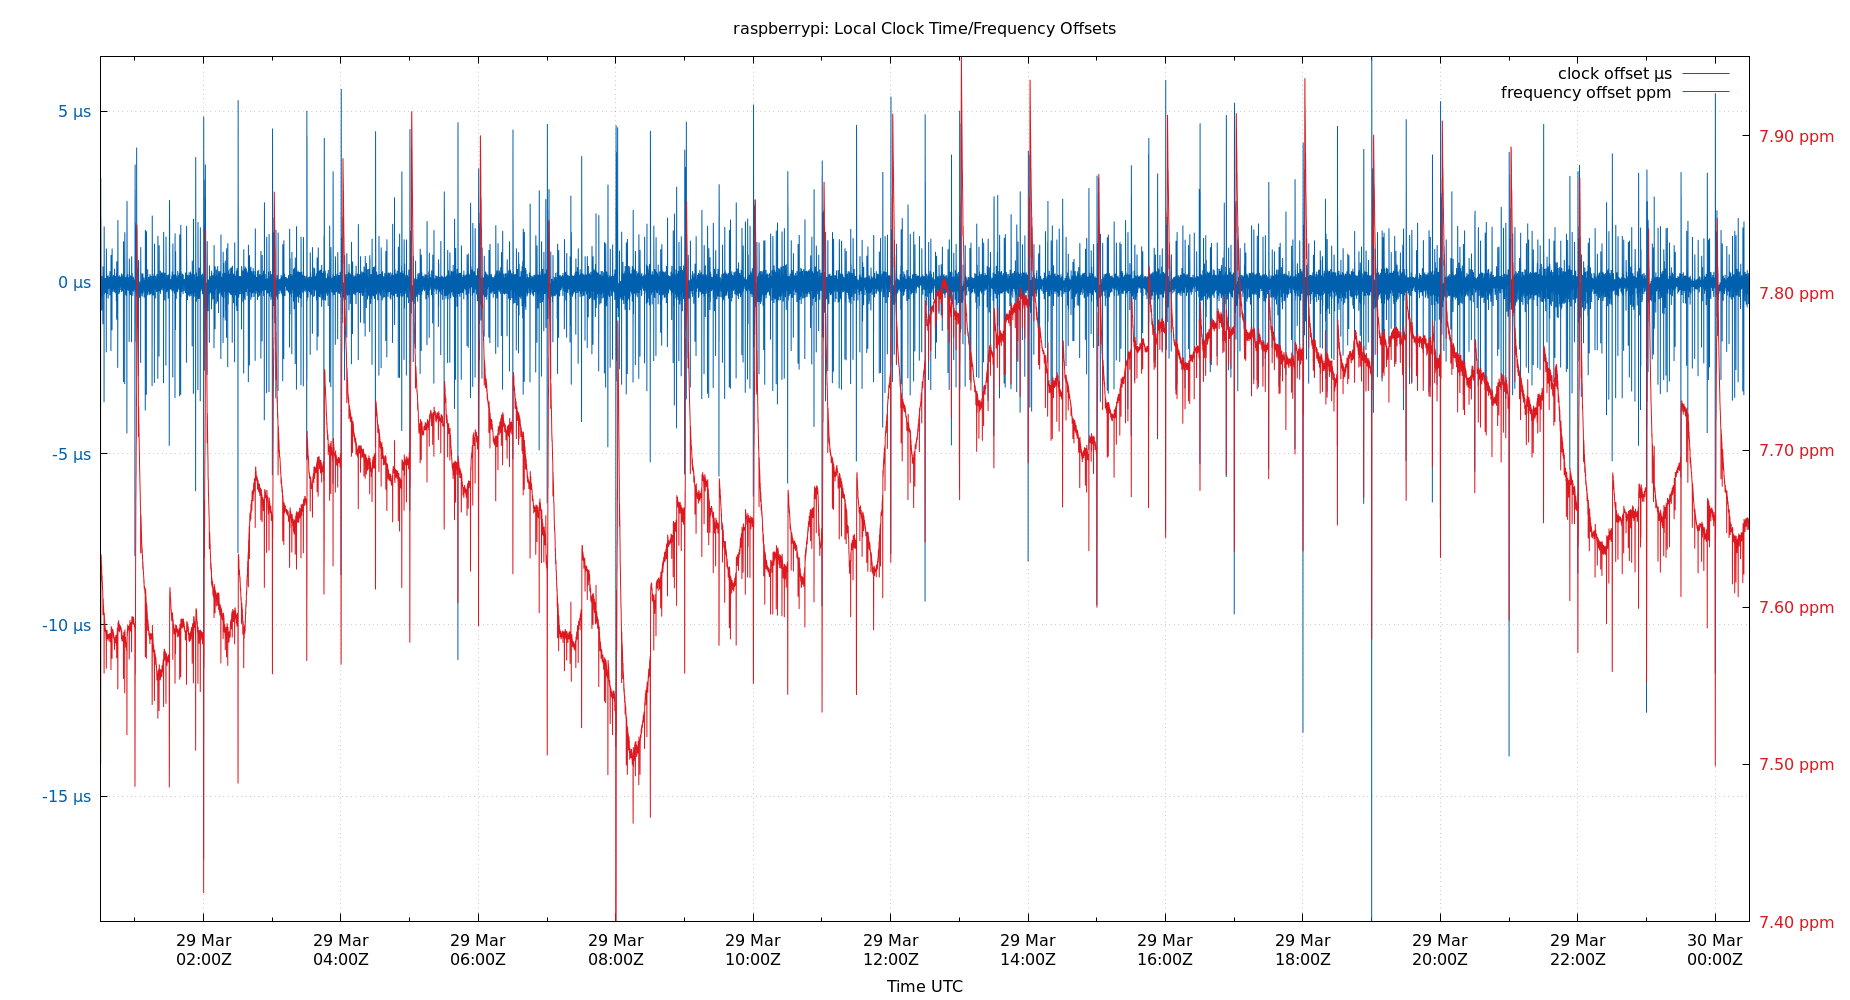 raspberrypi: Local Clock Time/Frequency Offsets
clock offset µs
frequency offset ppm
5 µs
0 µs
-5 µs
-10 µs
-15 µs
7.90 ppm
7.80 ppm
7.70 ppm
7.60 ppm
7.50 ppm
7.40 ppm
29 Mar 29 Mar 29 Mar 29 Mar 29 Mar 29 Mar 29 Mar 29 Mar 29 Mar 29 Mar 29 Mar 30 Mar
02:00Z 04:00Z 06:00Z 08:00Z 10:00Z 12:00Z 14:00Z 16:00Z 18:00Z 20:00Z 22:00Z 00:00Z
Time UTC